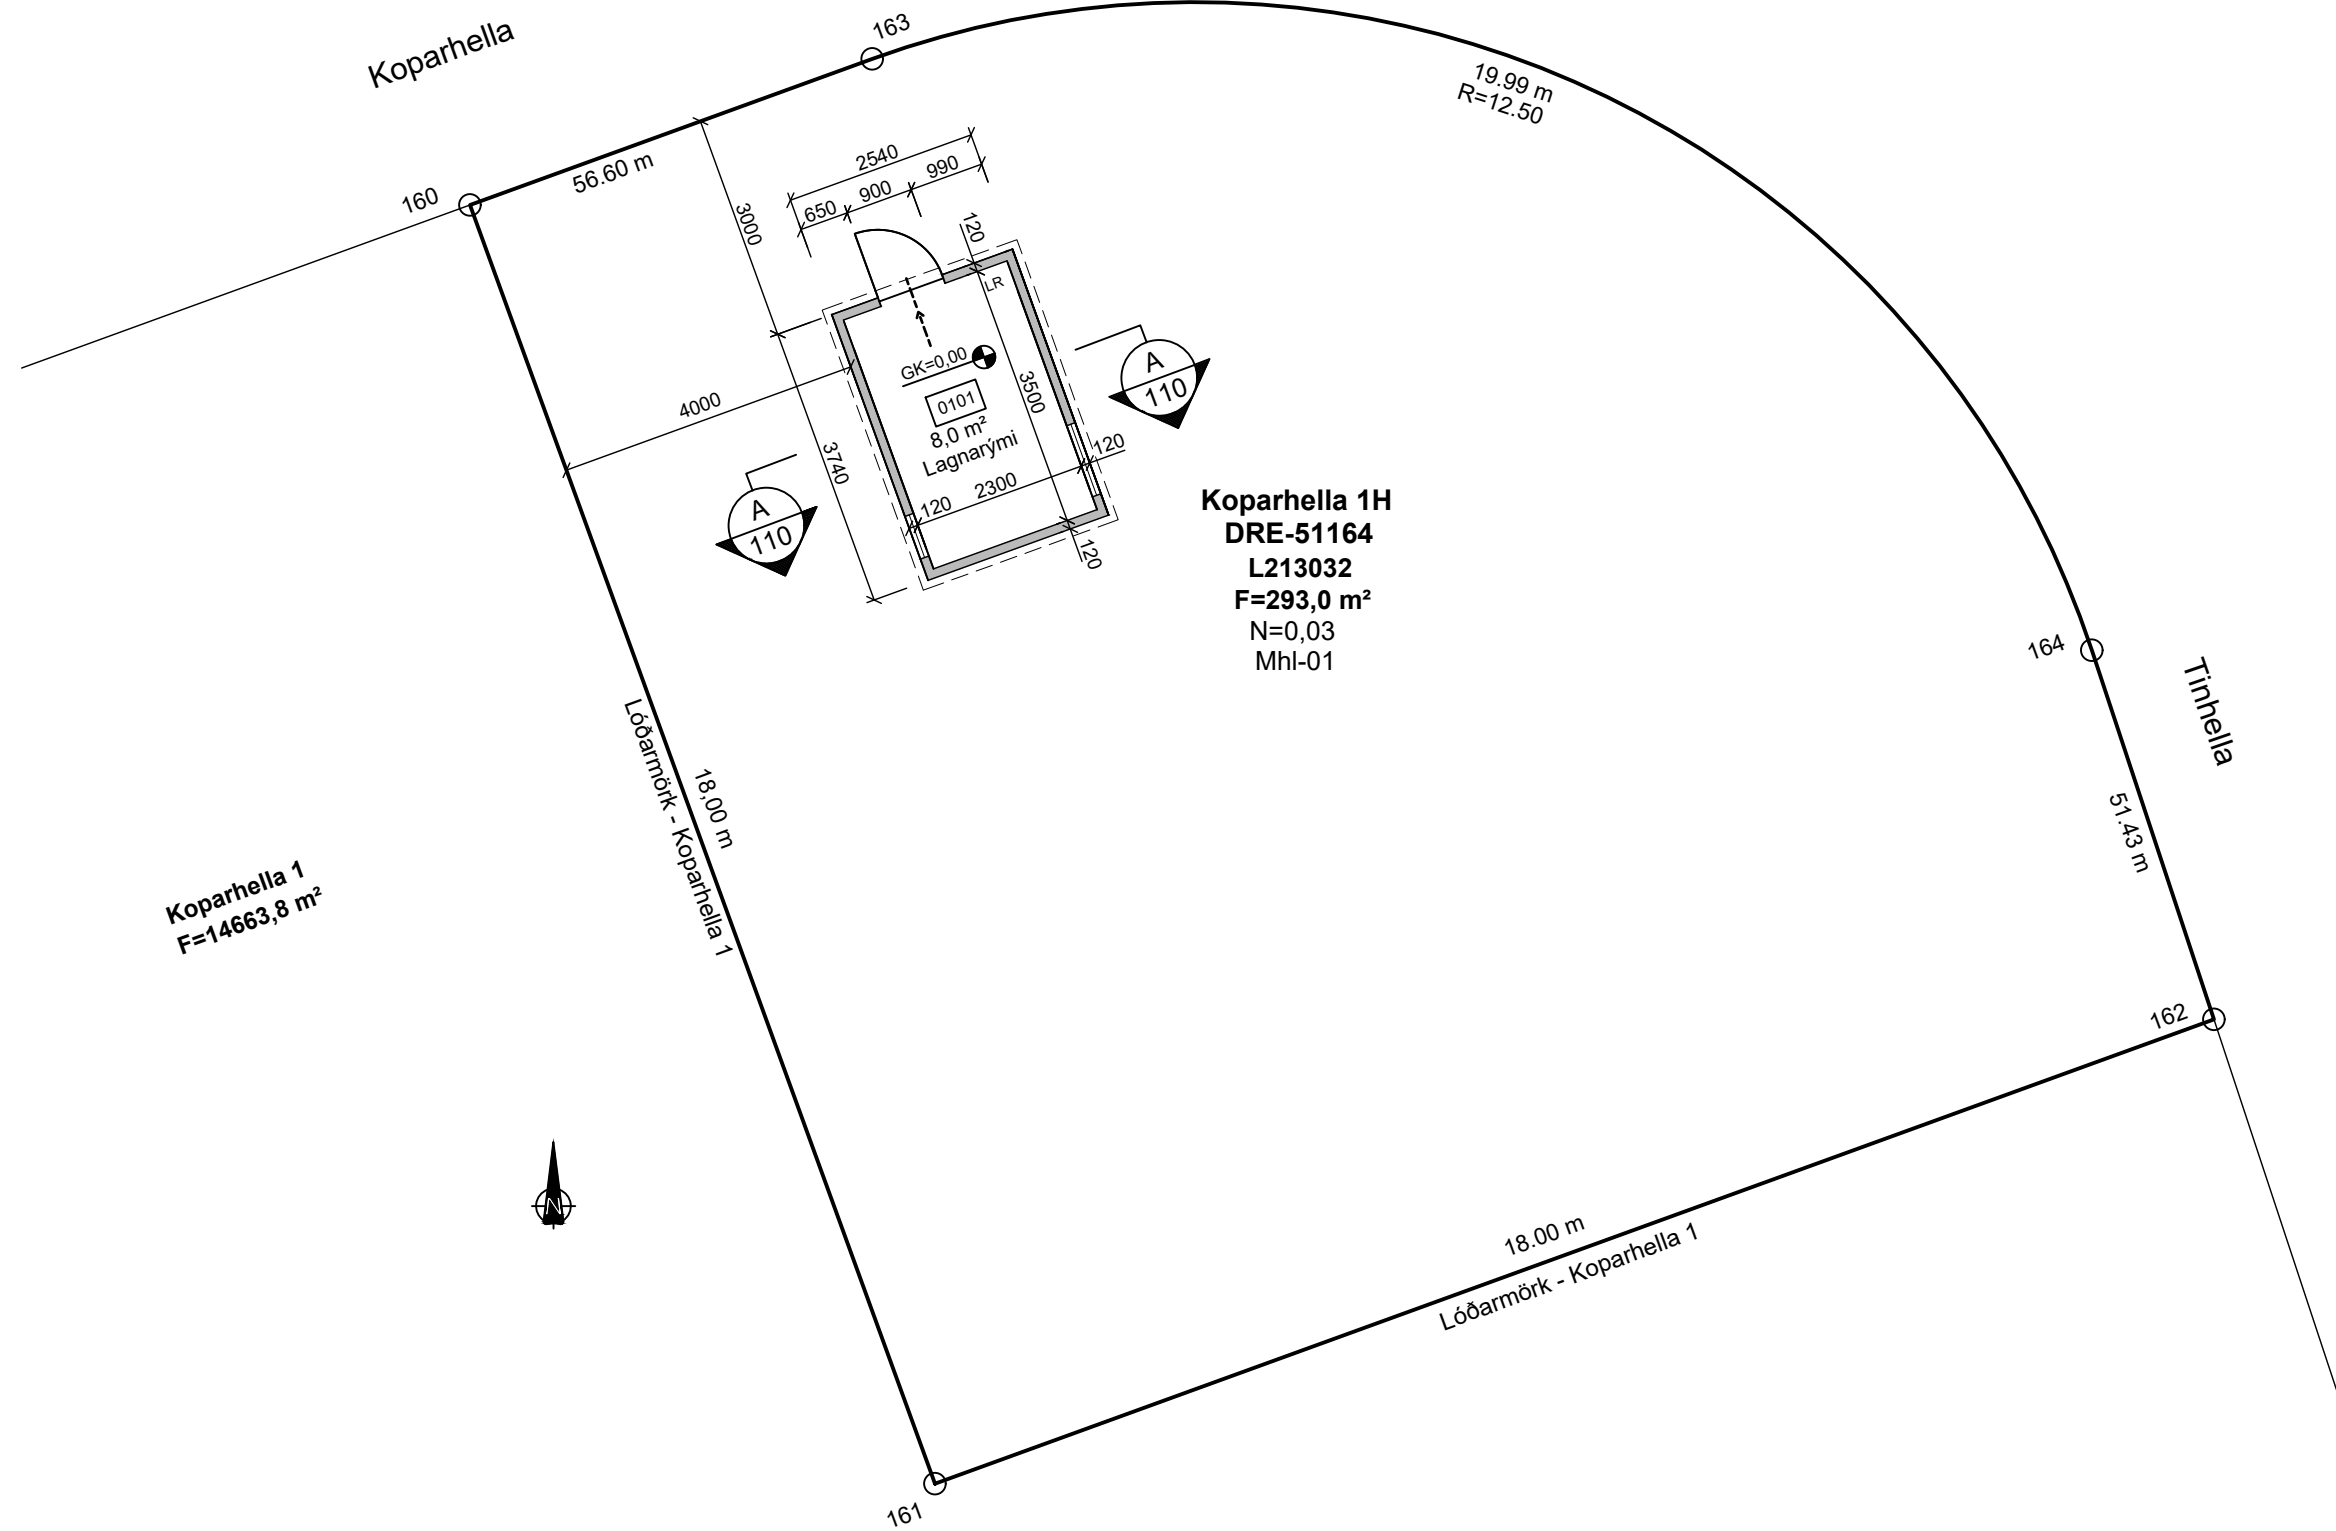 Koparhella
163
19.99 m
R=12.50
160
56.60 m
2540
650
900
990
3000
120
LR
GK=0,00
0101
8,0 m²
Lagnarými
3500
4000
3740
120
2300
120
120
A
110
A
110
Koparhella 1H
DRE-51164
L213032
F=293,0 m²
N=0,03
Mhl-01
164
Tinhella
51.43 m
162
Lóðarmörk - Koparhella 1
18,00 m
Koparhella 1
F=14663,8 m²
N
18.00 m
Lóðarmörk - Koparhella 1
161